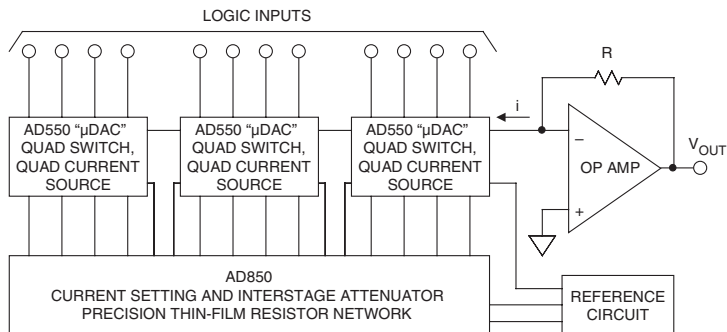 LOGIC INPUTS
R
i
AD550 “µDAC”
QUAD SWITCH,
QUAD CURRENT
SOURCE
AD550 “µDAC”
QUAD SWITCH,
QUAD CURRENT
SOURCE
AD550 “µDAC”
QUAD SWITCH,
QUAD CURRENT
SOURCE
–
OP AMP
+
VOUT
AD850
CURRENT SETTING AND INTERSTAGE ATTENUATOR
PRECISION THIN-FILM RESISTOR NETWORK
REFERENCE
CIRCUIT